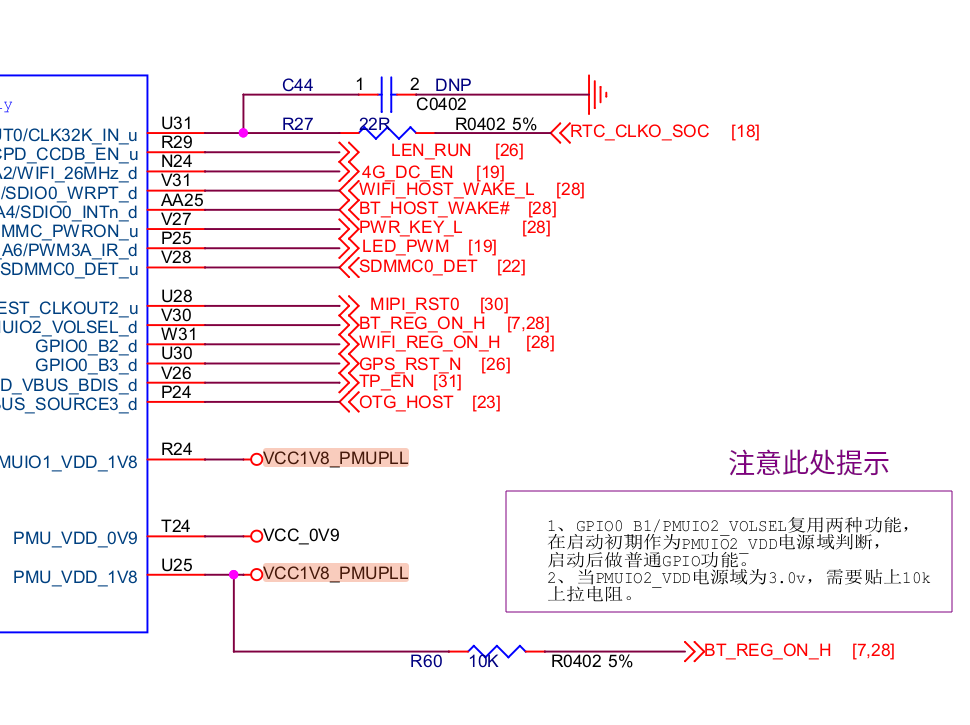 ly
C44 1 2 DNP
C0402
UT0/CLK32K_IN_u U31 R27 22R R0402 5% RTC_CLKO_SOC [18]
CPD_CCDB_EN_u R29 LEN_RUN [26]
A2/WIFI_26MHz_d N24 4G_DC_EN [19]
/SDIO0_WRPT_d V31 WIFI_HOST_WAKE_L [28]
A4/SDIO0_INTn_d AA25 BT_HOST_WAKE# [28]
MMC_PWRON_u V27 PWR_KEY_L [28]
_A6/PWM3A_IR_d P25 LED_PWM [19]
SDMMC0_DET_u V28 SDMMC0_DET [22]
EST_CLKOUT2_u U28 MIPI_RST0 [30]
MUIO2_VOLSEL_d V30 BT_REG_ON_H [7,28]
GPIO0_B2_d W31 WIFI_REG_ON_H [28]
GPIO0_B3_d U30 GPS_RST_N [26]
D_VBUS_BDIS_d V26 TP_EN [31]
BUS_SOURCE3_d P24 OTG_HOST [23]
MUIO1_VDD_1V8 R24 VCC1V8_PMUPLL
注意此处提示
PMU_VDD_0V9 T24 VCC_0V9
PMU_VDD_1V8 U25 VCC1V8_PMUPLL
1、GPIO0_B1/PMUIO2_VOLSEL复用两种功能，
在启动初期作为PMUIO2_VDD电源域判断，
启动后做普通GPIO功能。
2、当PMUIO2_VDD电源域为3.0v，需要贴上10k
上拉电阻。
R60 10K R0402 5% BT_REG_ON_H [7,28]